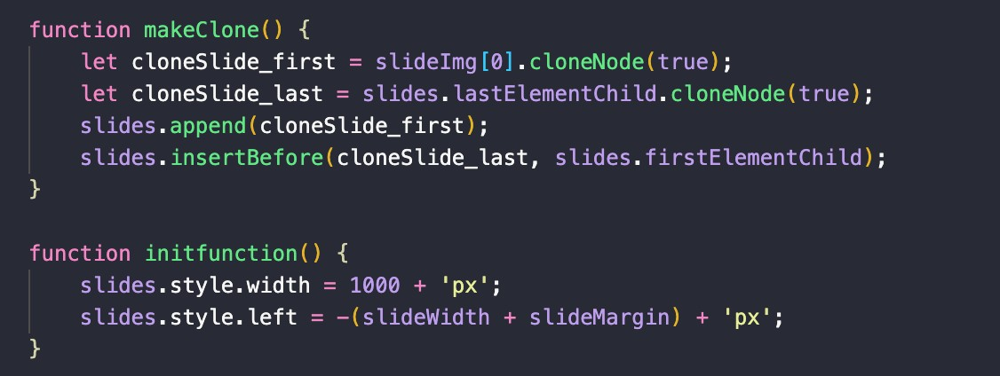 function makeClone() {
let cloneSlide_first = slideImg[0].cloneNode(true);
let cloneSlide_last = slides.lastElementChild.cloneNode(true);
slides.append(cloneSlide_first);
slides.insertBefore(cloneSlide_last, slides.firstElementChild);
}
function initfunction() {
slides.style.width = 1000 + 'px';
slides.style.left = -(slideWidth + slideMargin) + 'px';
}